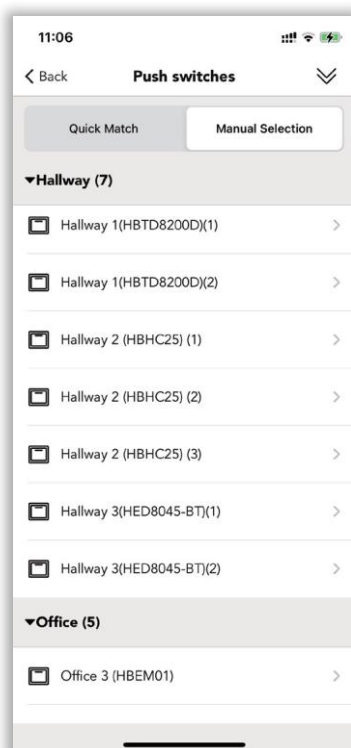 11:06
Back
Push switches
Quick Match
Manual Selection
▼Hallway (7)
Hallway 1(HBTD8200D)(1)
Hallway 1(HBTD8200D)(2)
Hallway 2 (HBHC25) (1)
Hallway 2 (HBHC25) (2)
Hallway 2 (HBHC25) (3)
Hallway 3(HED8045-BT)(1)
Hallway 3(HED8045-BT)(2)
▼Office (5)
Office 3 (HBEM01)